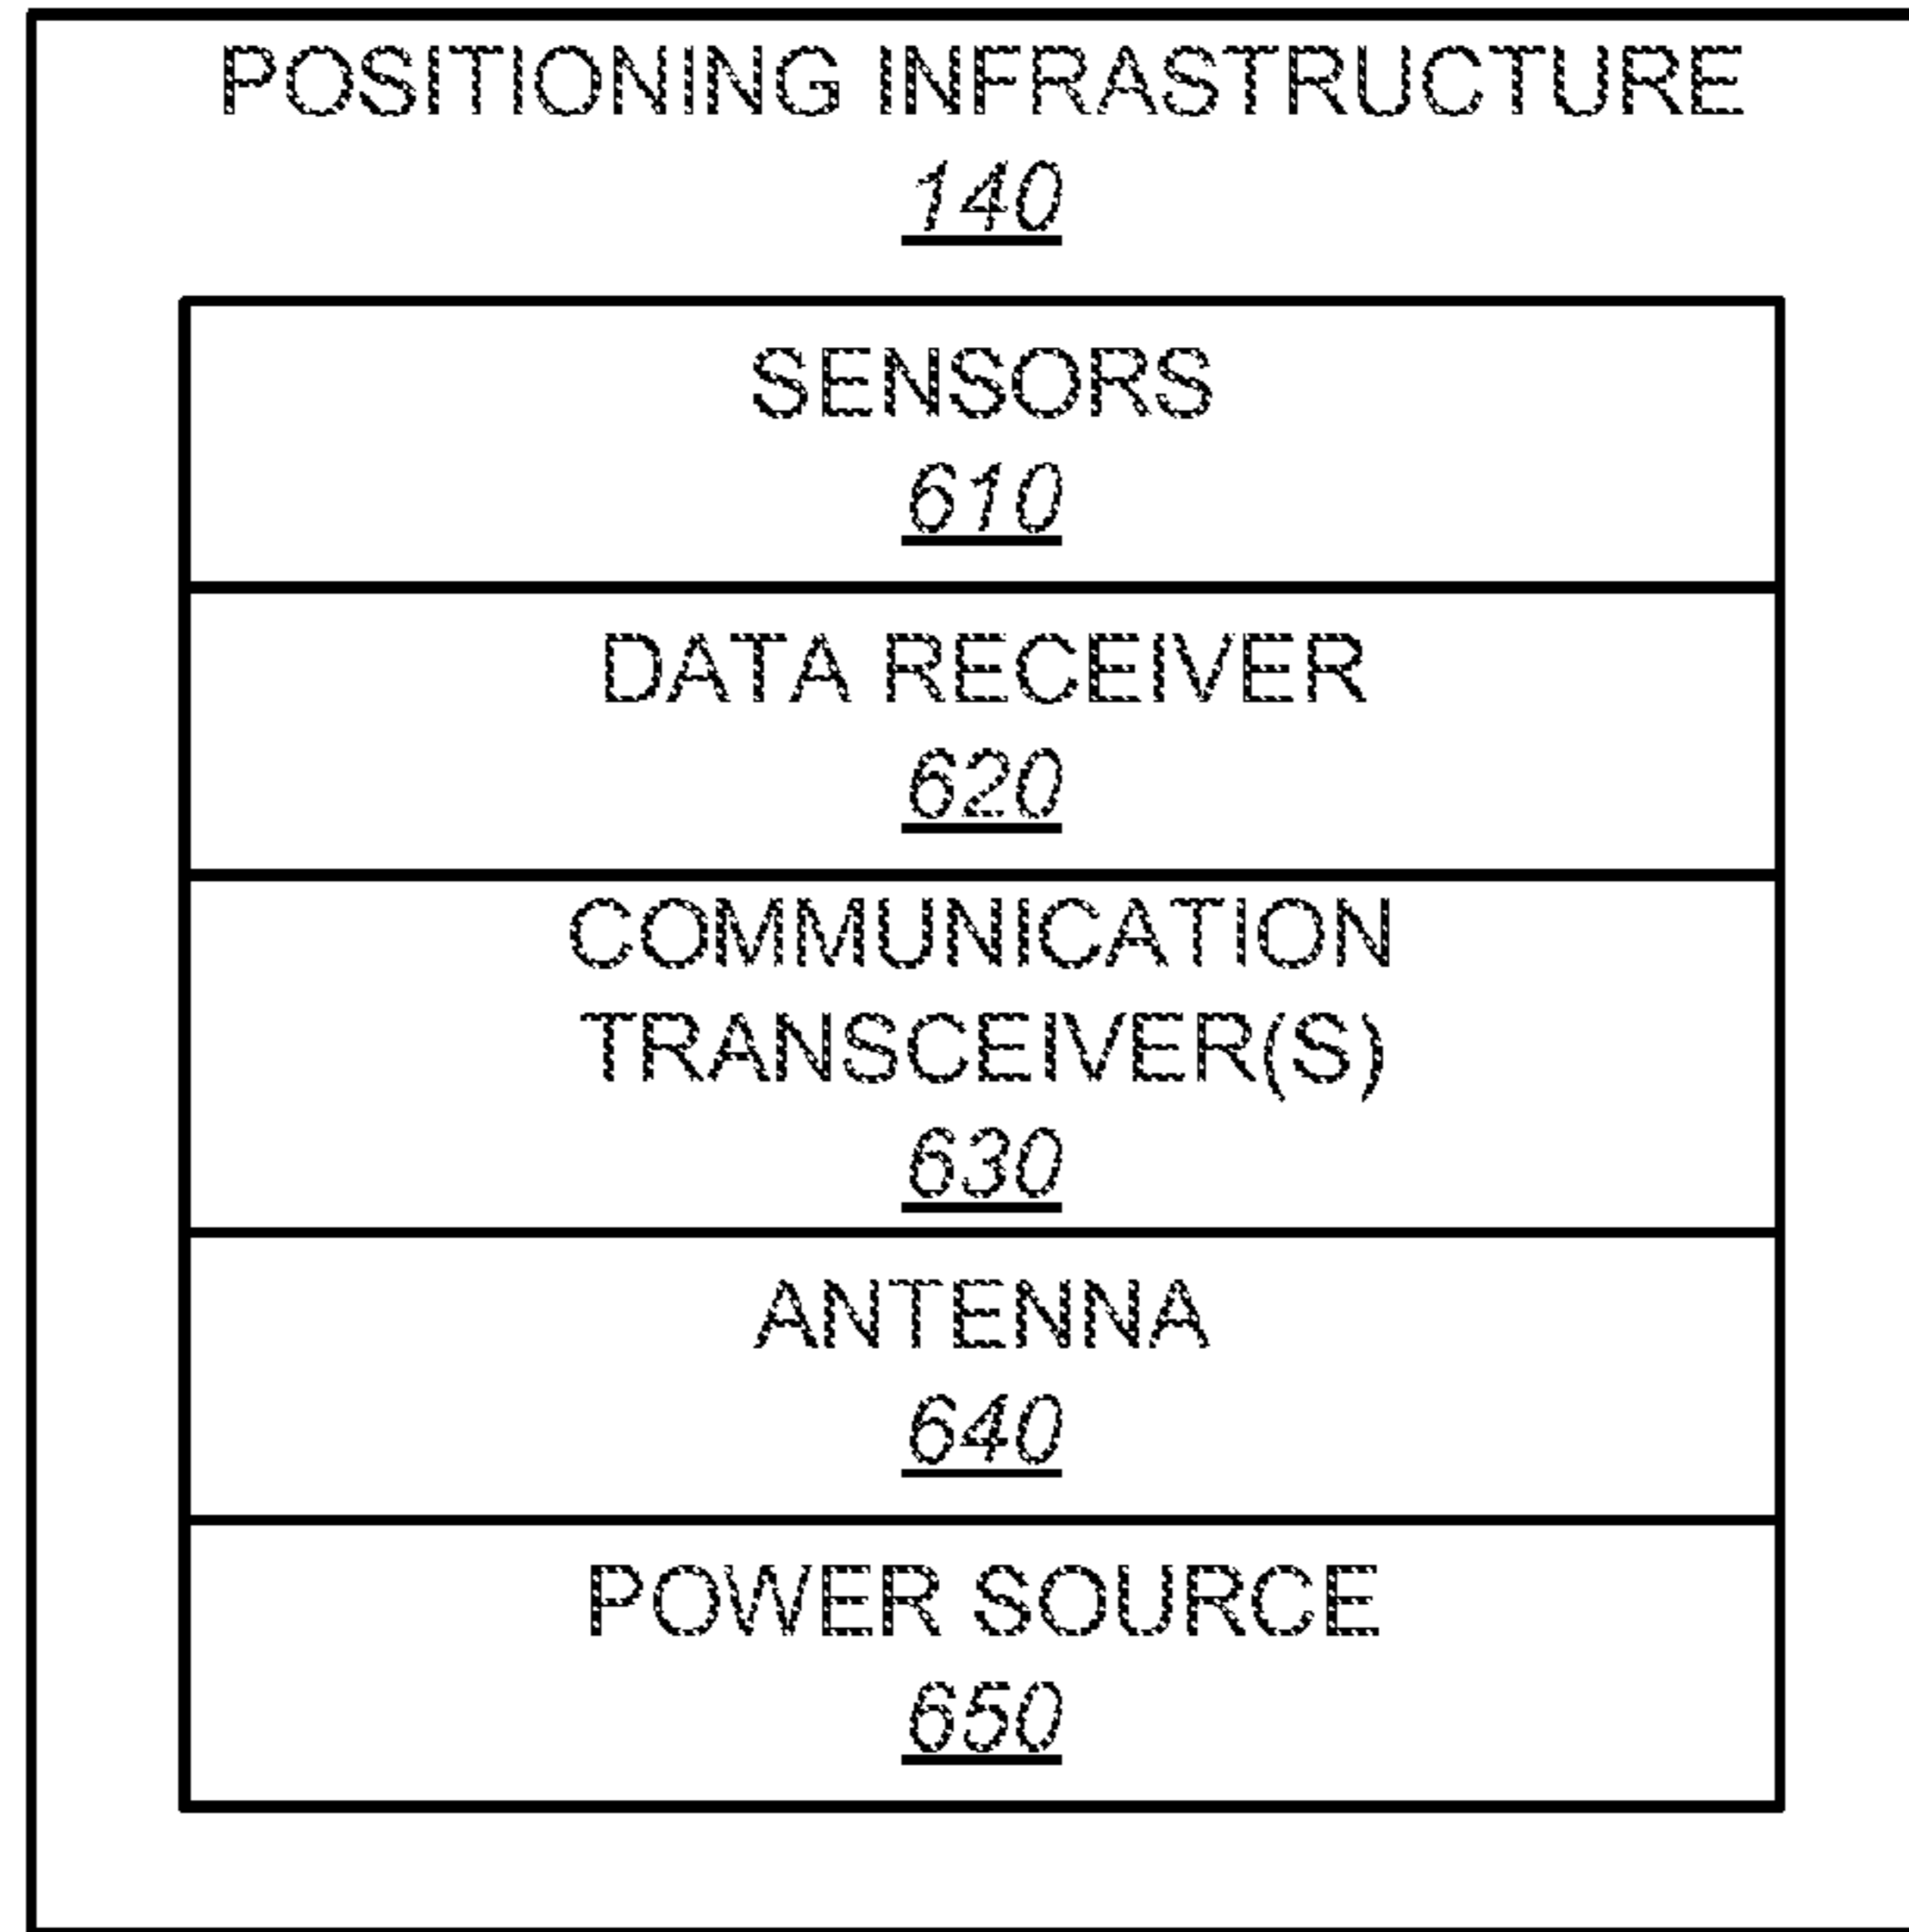 POSITIONING INFRASTRUCTURE
140
SENSORS
610
DATA RECEIVER
620
COMMUNICATION
TRANSCEIVER(S)
630
ANTENNA
640
POWER SOURCE
650